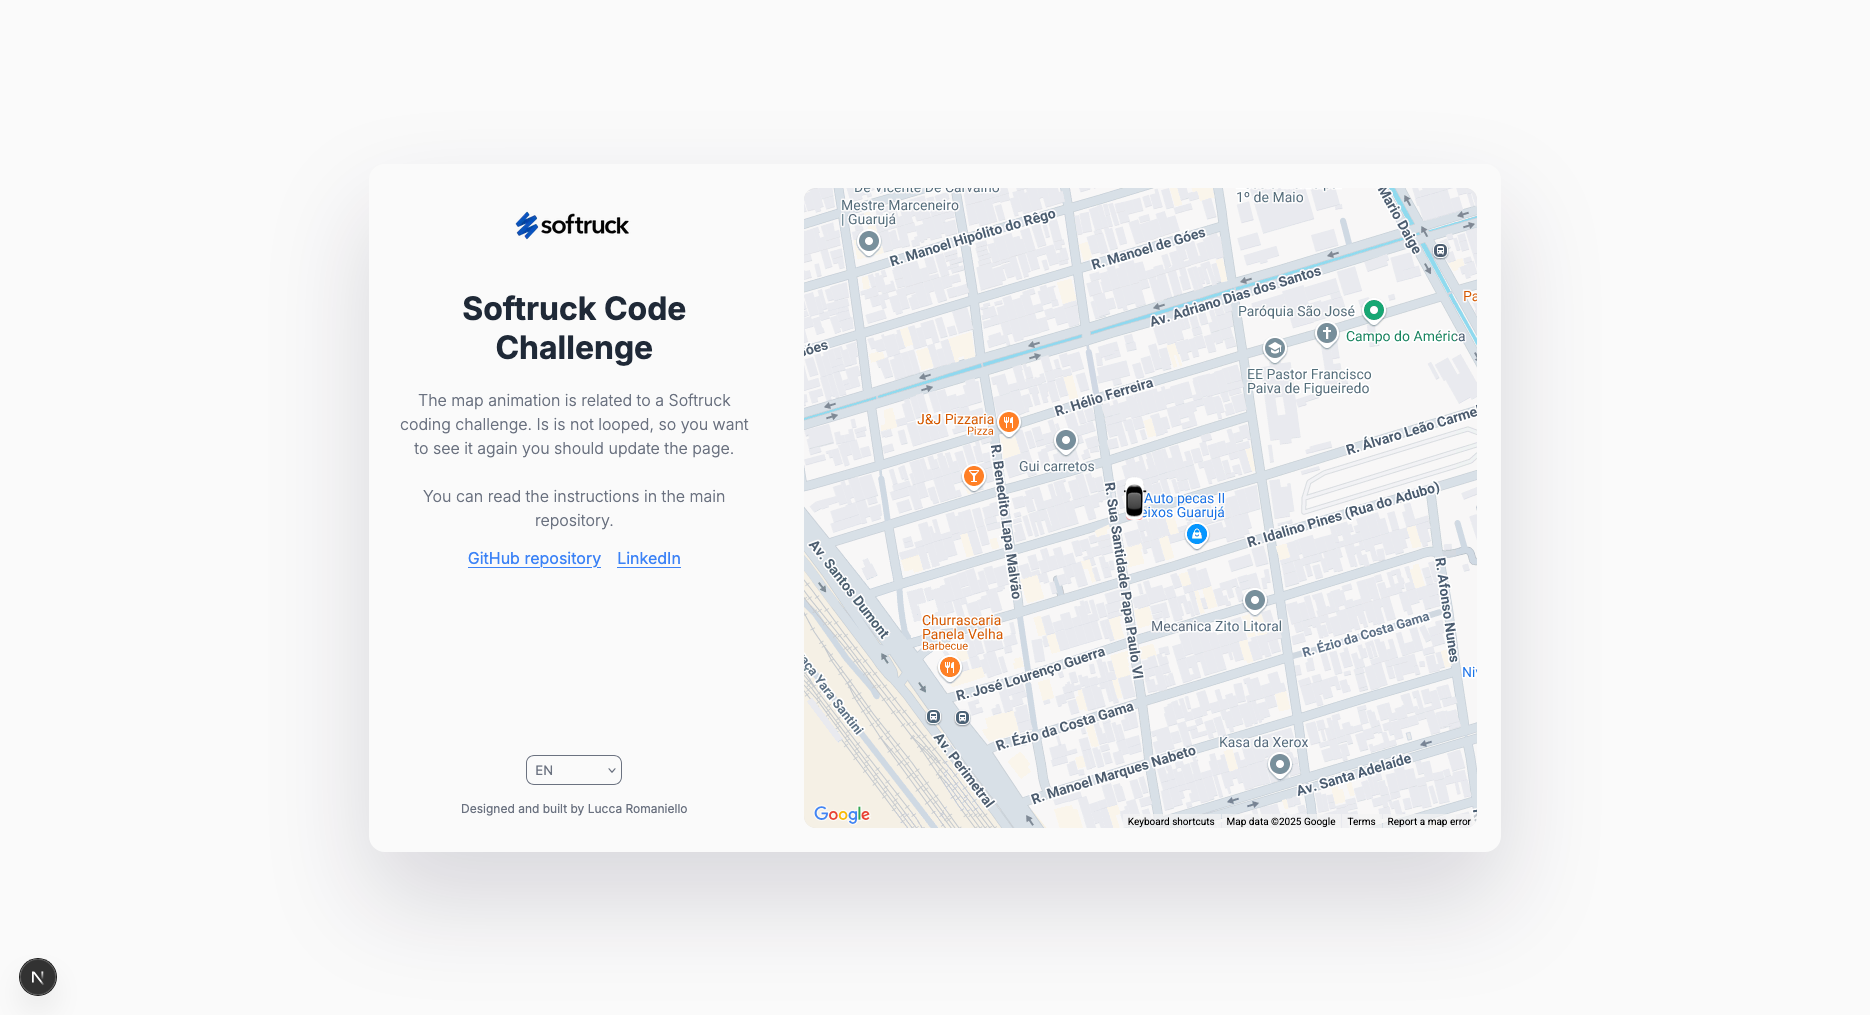 softruck
Softruck Code
Challenge
The map animation is related to a Softruck
coding challenge. Is is not looped, so you want
to see it again you should update the page.
You can read the instructions in the main
repository.
GitHub repository
LinkedIn
EN
Designed and built by Lucca Romaniello
N
De Vicente De Carvalho
Mestre Marceneiro
| Guarujá
R. Manoel Hipólito do Rêgo
R. Manoel de Góes
1º de Maio
Mario Daige
Av. Adriano Dias dos Santos
Paróquia São José
Campo do América
Pa
óes
EE Pastor Francisco
Paiva de Figueiredo
R. Hélio Ferreira
J&J Pizzaria
Pizza
Gui carretos
R. Álvaro Leão Carme
R. Benedito Lapa Malvão
R. Sua Santidade Papa Paulo VI
Auto pecas II
eixos Guarujá
R. Idalino Pines (Rua do Adubo)
Av. Santos Dumont
R. Afonso Nunes
Churrascaria
Panela Velha
Barbecue
Mecanica Zito Litoral
R. Ézio da Costa Gama
R. José Lourenço Guerra
aça Yara Santini
Ni
R. Ézio da Costa Gama
Av. Perimetral
Kasa da Xerox
R. Manoel Marques Nabeto
Av. Santa Adelaide
Google
Keyboard shortcuts
Map data ©2025 Google
Terms
Report a map error